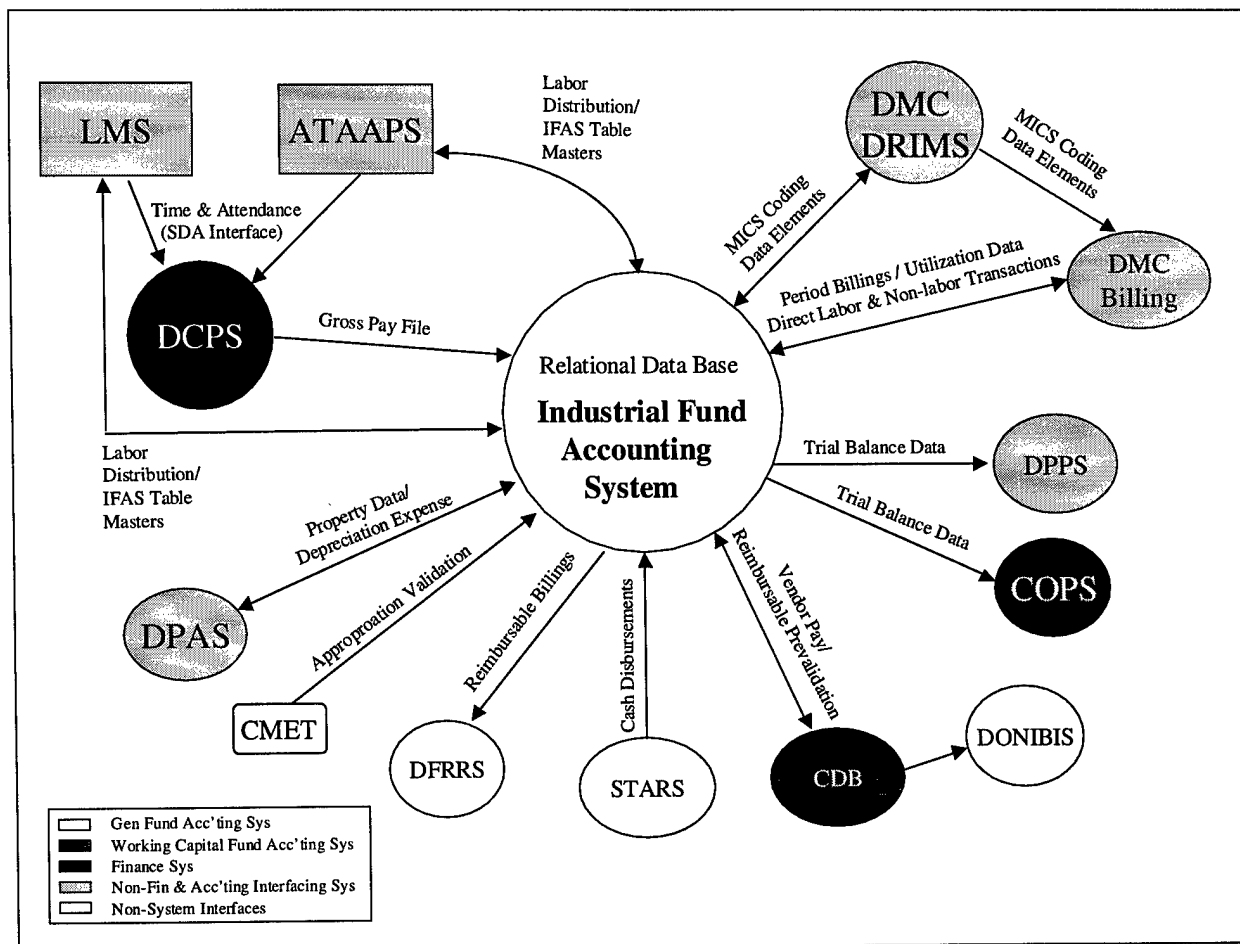 LMS
ATAAPS
Labor
Distribution/
IFAS Table
Masters
DMC
DRIMS
MICS Coding
Data Elements
Time & Attendance
(SDA Interface)
MICS Coding
Data Elements
DMC
Billing
Period Billings / Utilization Data
Direct Labor & Non-labor Transactions
DCPS
Gross Pay File
Relational Data Base
Industrial Fund
Accounting
System
Labor
Distribution/
IFAS Table
Masters
Trial Balance Data
DPPS
Trial Balance Data
COPS
Property Data/
Depreciation Expense
DPAS
Approproation Validation
CMET
Reimbursable Billings
DFRRS
Cash Disbursements
STARS
Vendor Pay/
Reimbursable Prevalidation
CDB
DONIBIS
Gen Fund Acc'ting Sys
Working Capital Fund Acc'ting Sys
Finance Sys
Non-Fin & Acc'ting Interfacing Sys
Non-System Interfaces